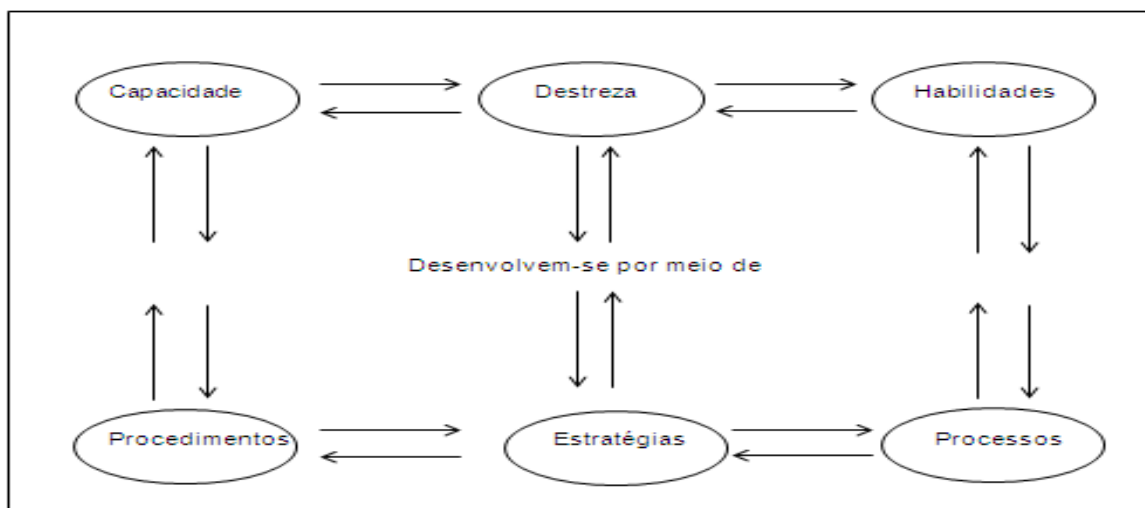 Capacidade
Destreza
Habilidades
Desenvolvem-se por meio de
Procedimentos
Estratégias
Processos